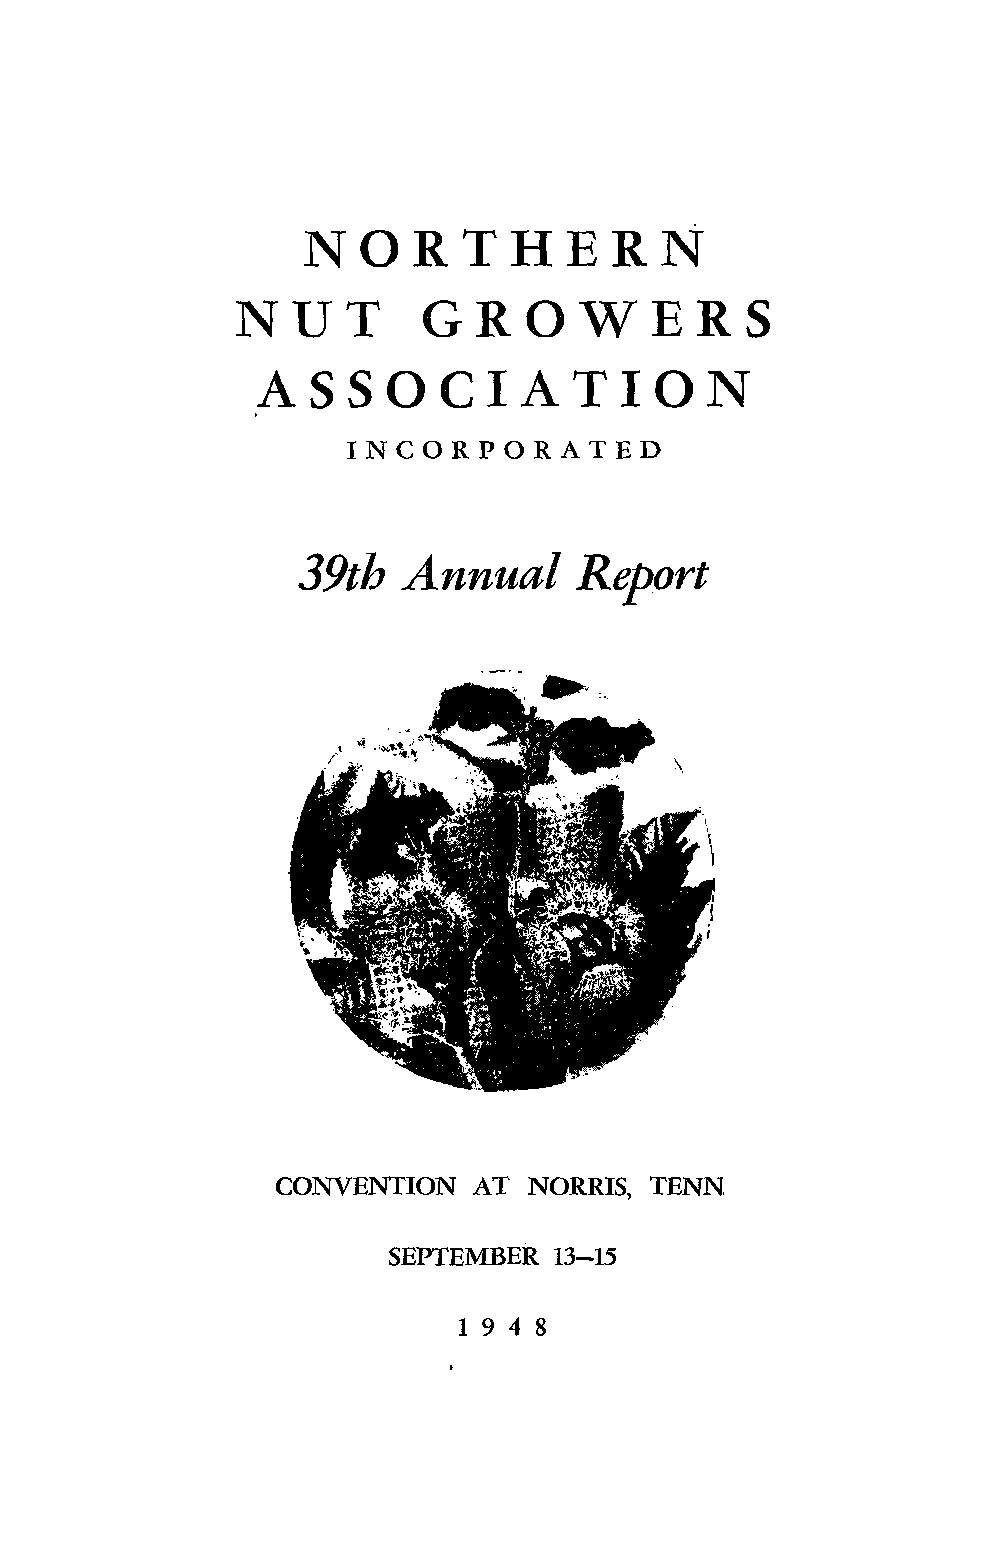 NORTHERN
NUT GROWERS
ASSOCIATION
INCORPORATED
39th Annual Report
CONVENTION AT NORRIS, TENN
SEPTEMBER 13–15
1948